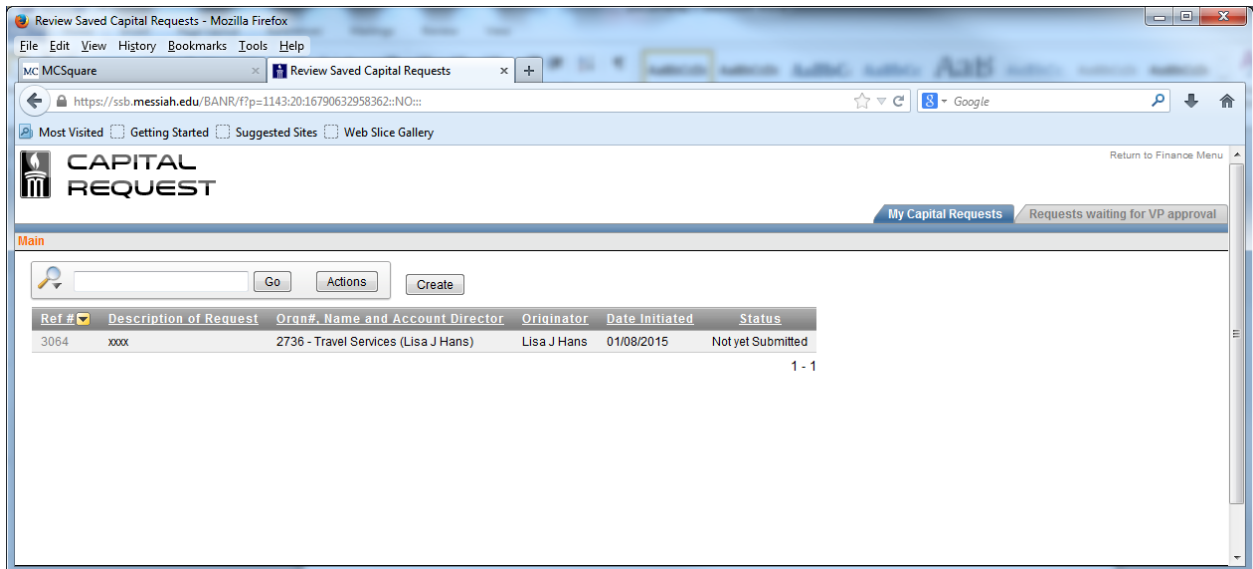 Review Saved Capital Requests - Mozilla Firefox
File Edit View History Bookmarks Tools Help
MC MCSquare × Review Saved Capital Requests × +
https://ssb.messiah.edu/BANR/f?p=1143:20:16790632958362::NO::: 8 Google
Most Visited Getting Started Suggested Sites Web Slice Gallery
Return to Finance Menu
CAPITAL
REQUEST
My Capital Requests Requests waiting for VP approval
Main
Go Actions Create
Ref # Description of Request Orgn#, Name and Account Director Originator Date Initiated Status
3064 xxxx 2736 - Travel Services (Lisa J Hans) Lisa J Hans 01/08/2015 Not yet Submitted
1 - 1